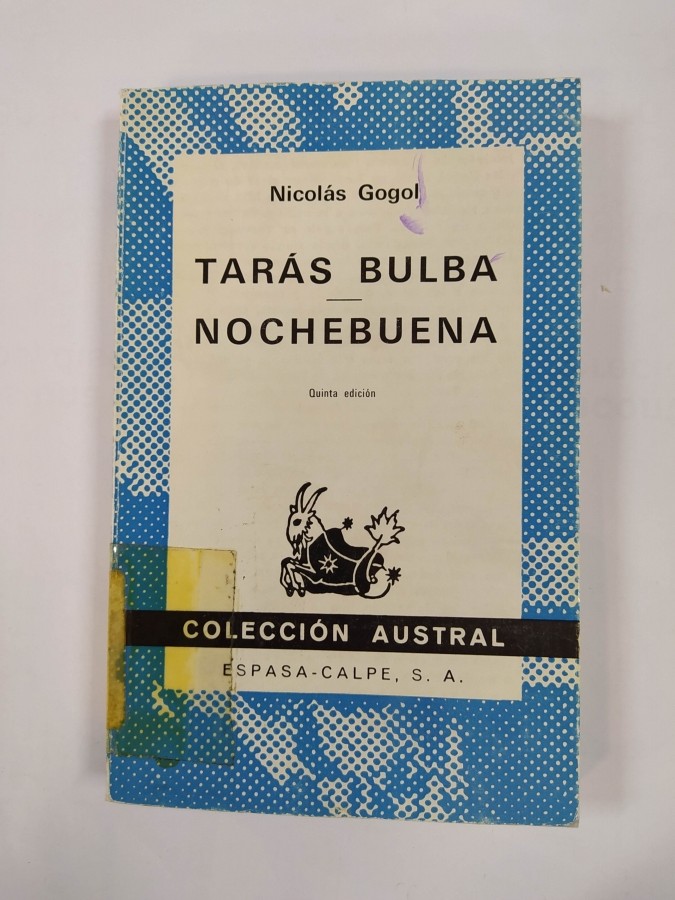 Nicolás Gogol
TARÁS BULBA
NOCHEBUENA
Quinta edición
COLECCIÓN AUSTRAL
ESPASA-CALPE, S. A.